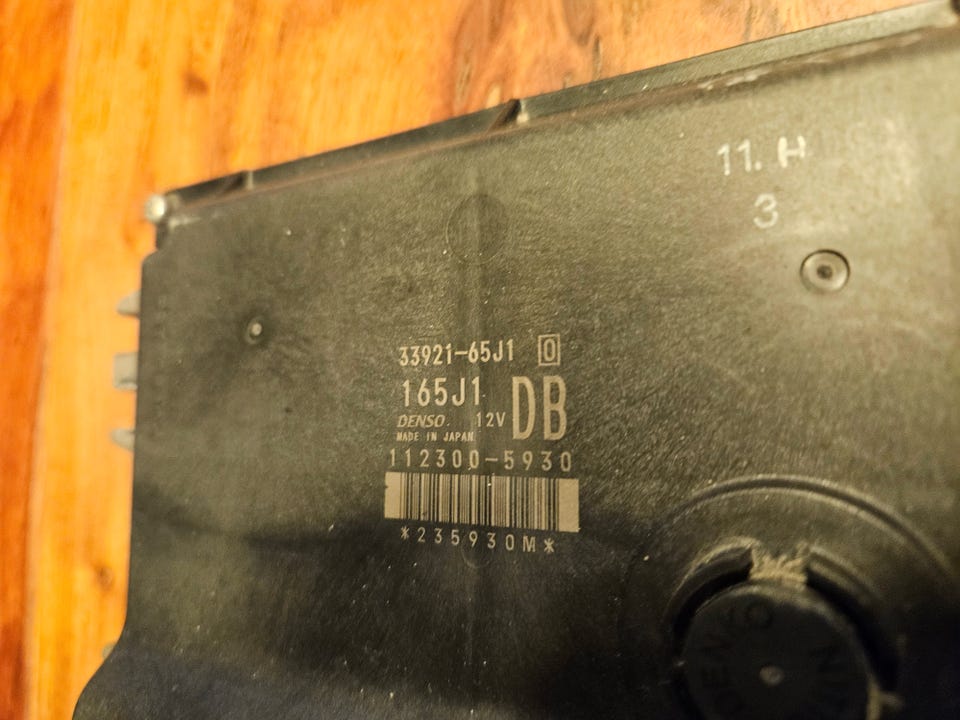 11. H
3
33921-65J1 0
165J1 DB
DENSO. 12V
MADE IN JAPAN
112300-5930
*235930M*